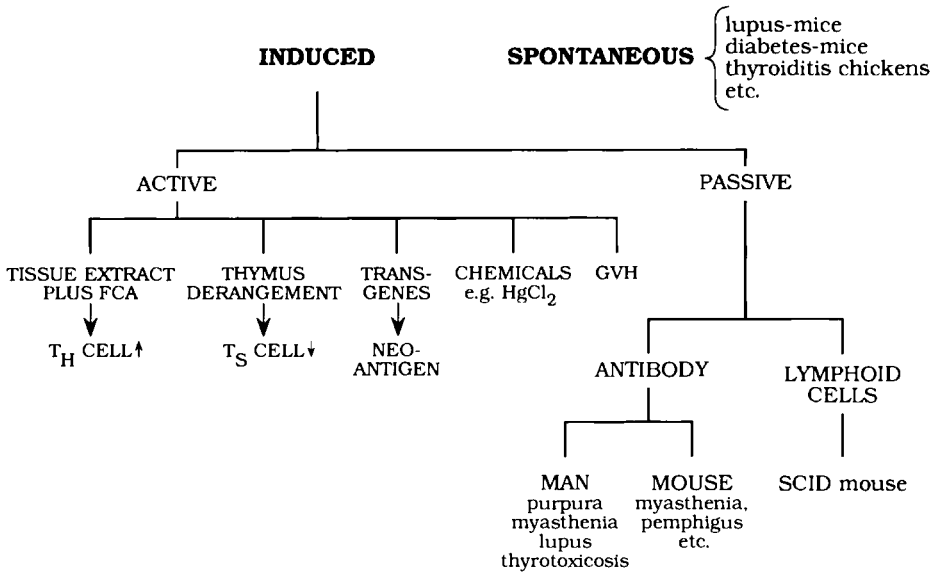 INDUCED
SPONTANEOUS
lupus-mice
diabetes-mice
thyroiditis chickens
etc.
ACTIVE
PASSIVE
TISSUE EXTRACT
PLUS FCA
THYMUS
DERANGEMENT
TRANS-
GENES
CHEMICALS
e.g. HgCl2
GVH
TH CELL↑
TS CELL↓
NEO-
ANTIGEN
ANTIBODY
LYMPHOID
CELLS
MAN
purpura
myasthenia
lupus
thyrotoxicosis
MOUSE
myasthenia,
pemphigus
etc.
SCID mouse